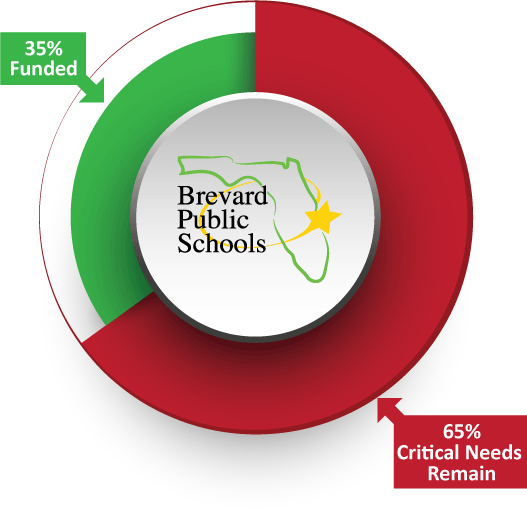 35%
Funded
Brevard
Public
Schools
65%
Critical Needs
Remain